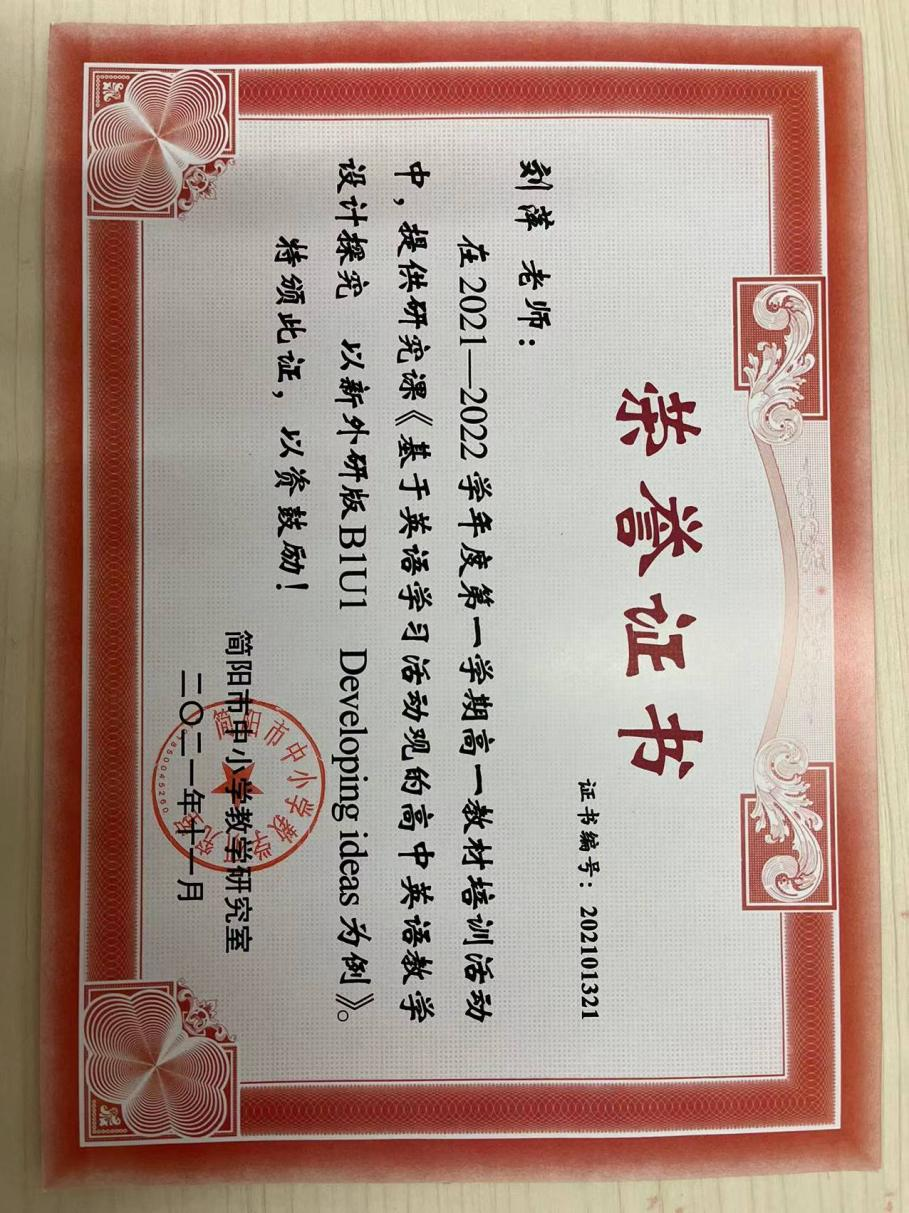 荣誉证书
证书编号：202101321
刘萍 老师：
在2021—2022学年度第一学期高一教材培训活动
中，提供研究课《基于英语学习活动观的高中英语教学
设计探究 以新外研版B1U1 Developing ideas为例》。
特颁此证，以资鼓励！
简阳市中小学教学研究室
二〇二一年十一月